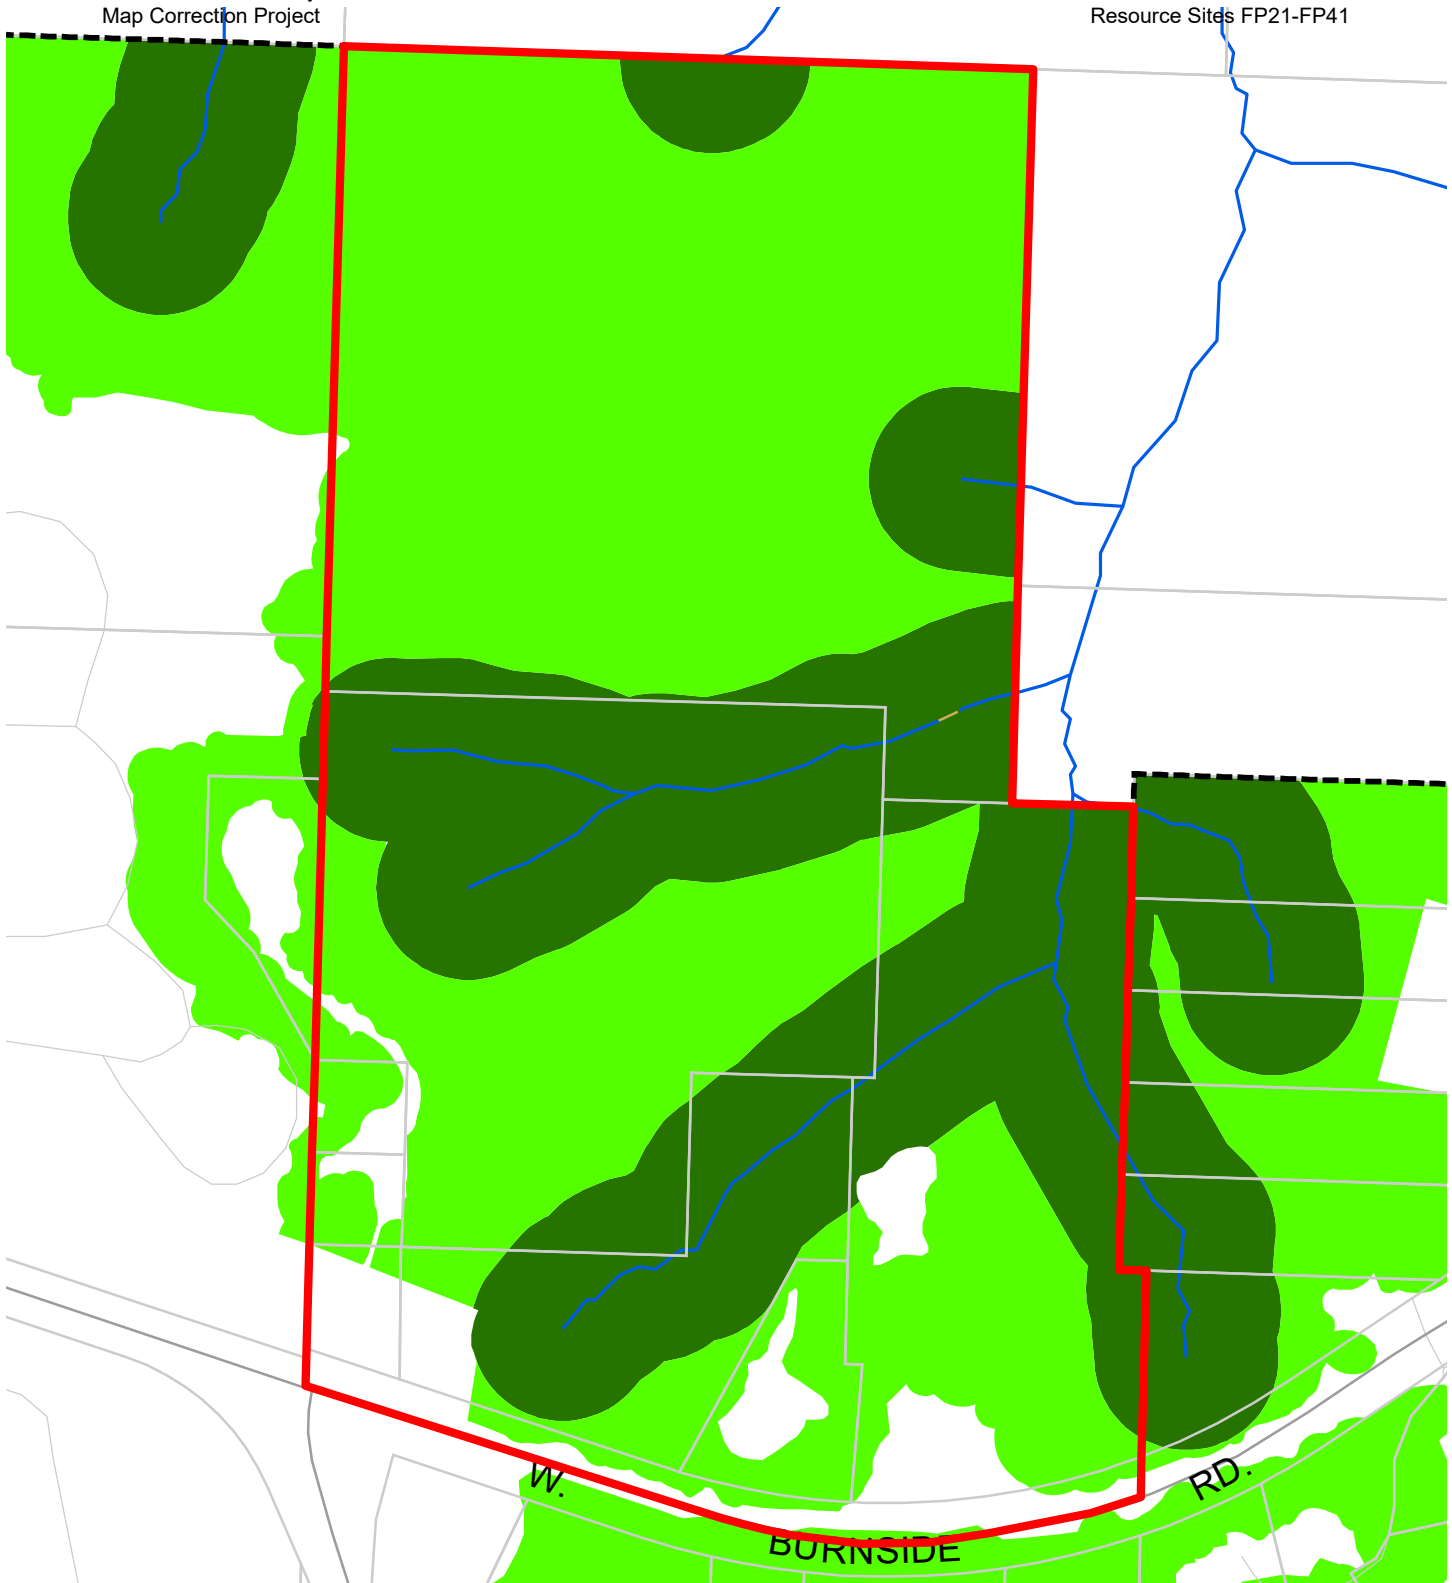 Map Correction Project
Resource Sites FP21-FP41
W.
BURNSIDE
RD.